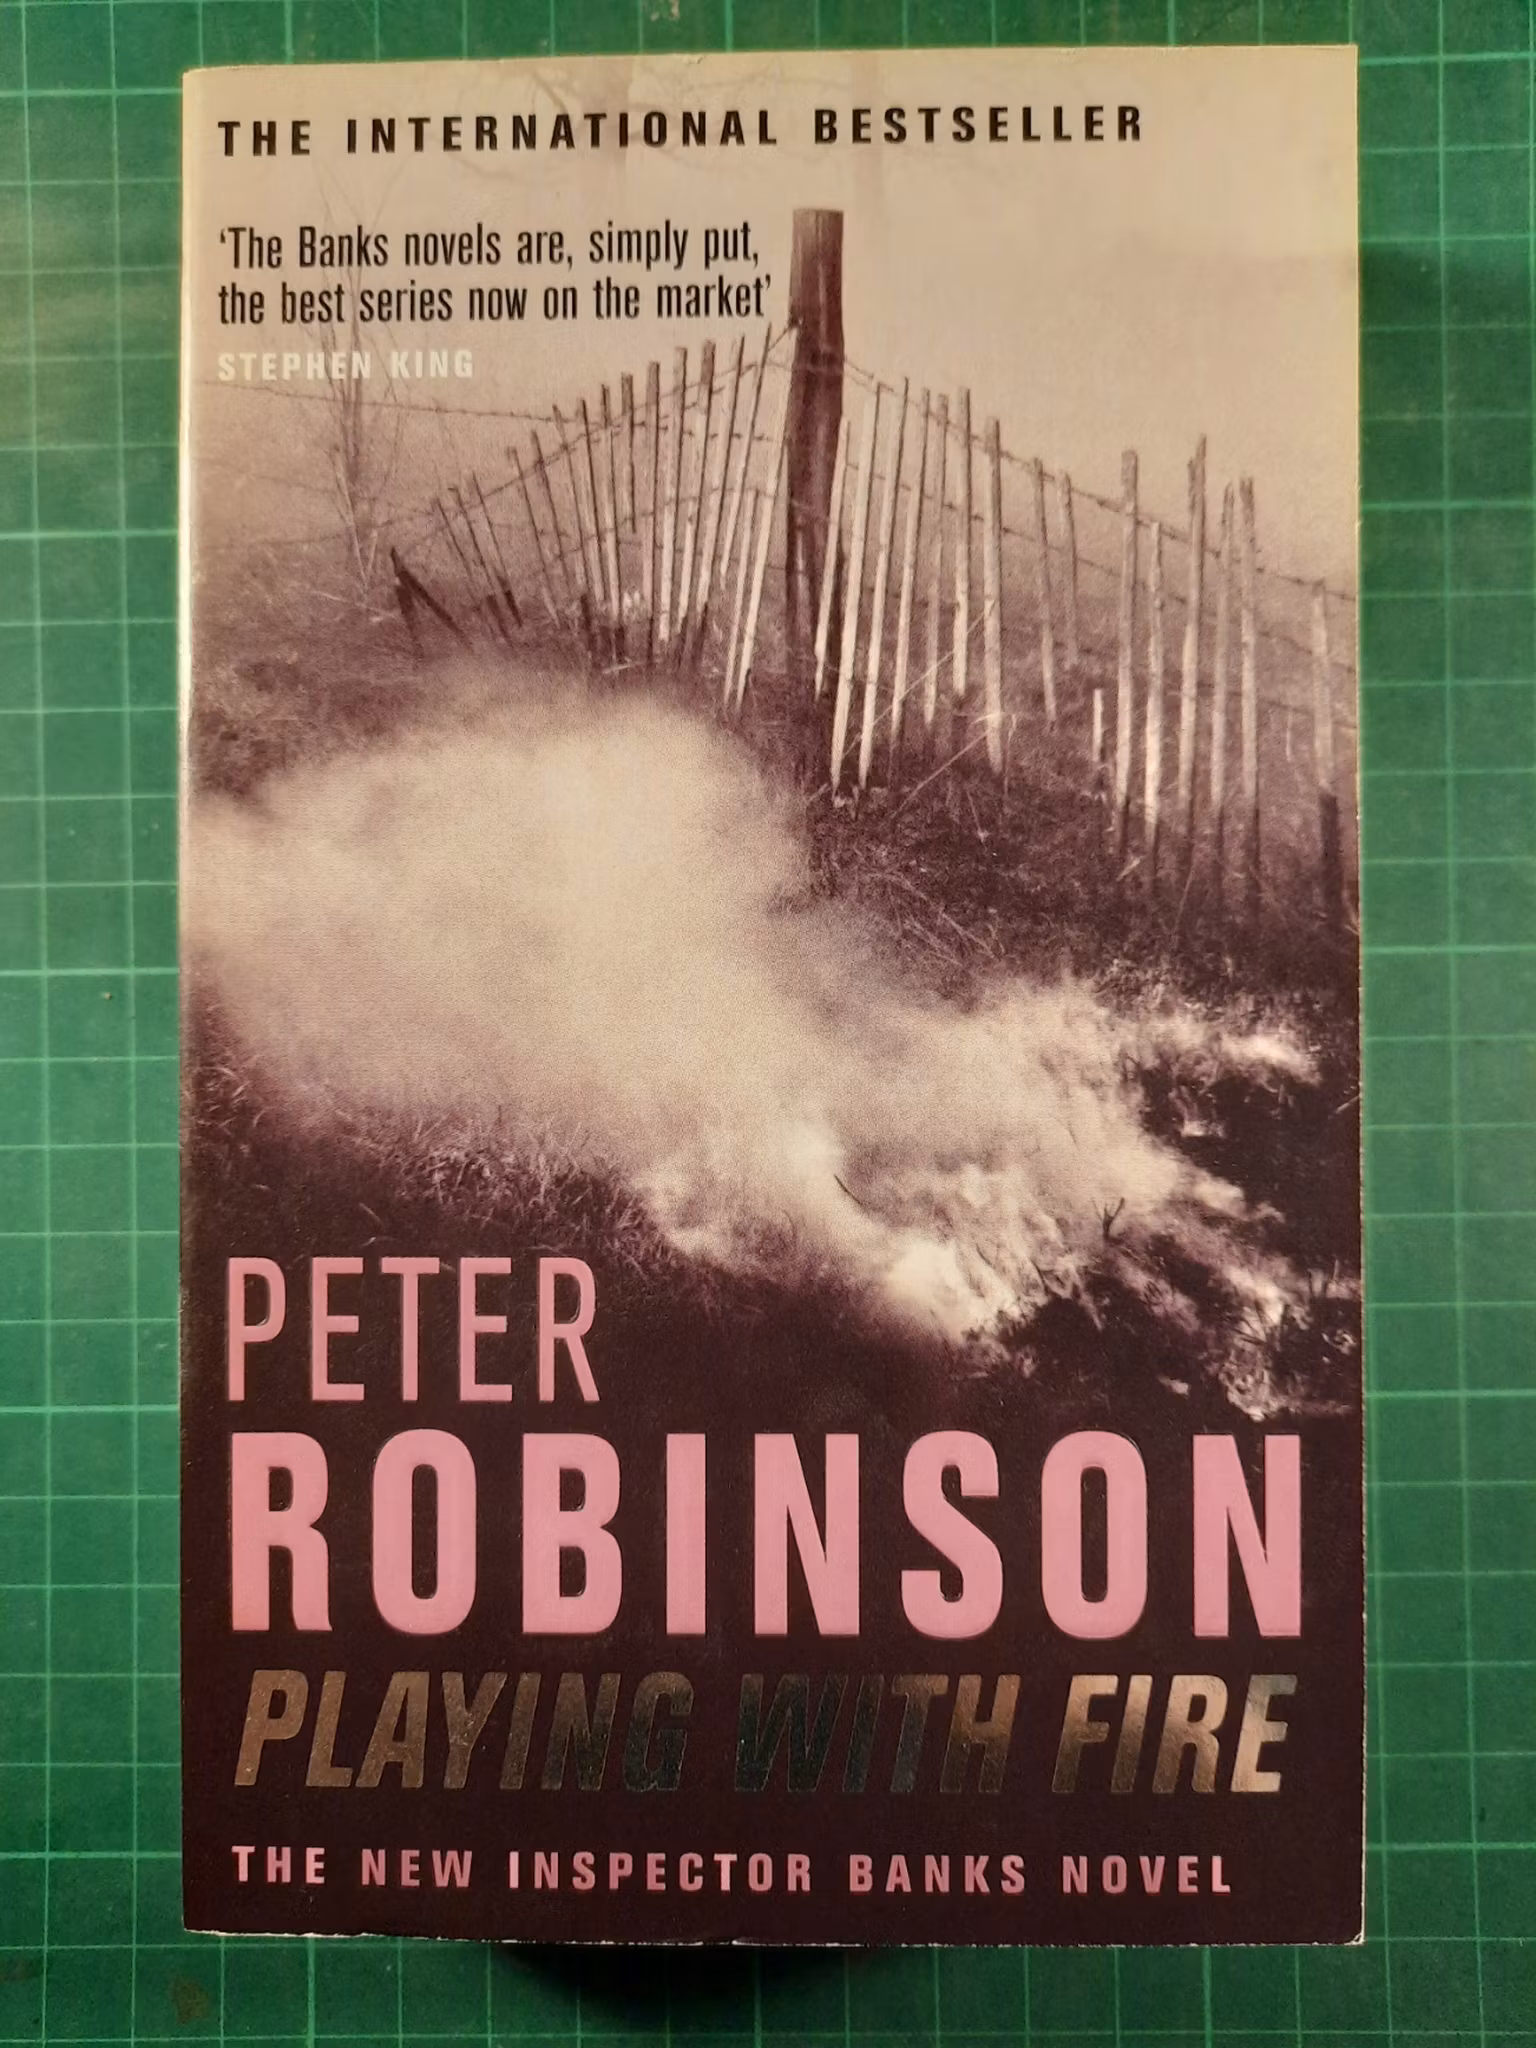 THE INTERNATIONAL BESTSELLER
‘The Banks novels are, simply put,
the best series now on the market’
STEPHEN KING
PETER
ROBINSON
PLAYING WITH FIRE
THE NEW INSPECTOR BANKS NOVEL